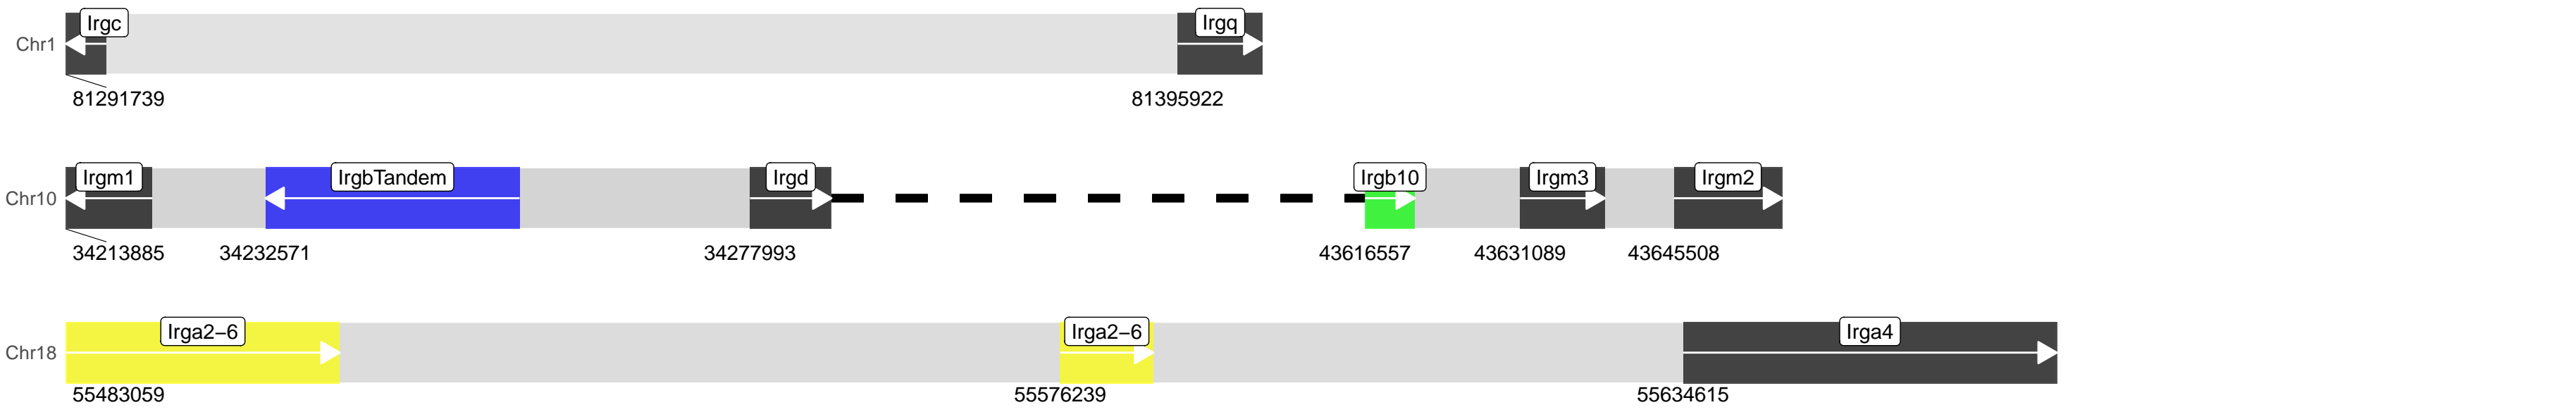 Irgc Irgq
Chr1
81291739 81395922
Irgm1 IrgbTandem Irgd Irgb10 Irgm3 Irgm2
Chr10
34213885 34232571 34277993 43616557 43631089 43645508
Irga2−6 Irga2−6 Irga4
Chr18
55483059 55576239 55634615